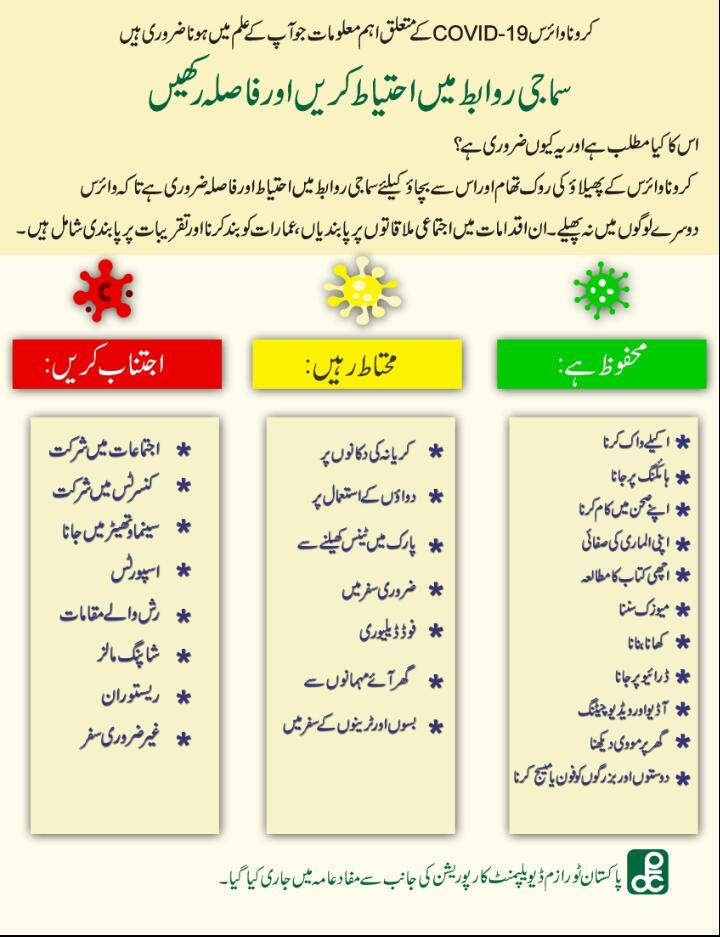 کرونا وائرس COVID-19 کے متعلق اہم معلومات جو آپ کے علم میں ہونا ضروری ہیں
سماجی روابط میں احتیاط کریں اور فاصلہ رکھیں
اس کا کیا مطلب ہے اور یہ کیوں ضروری ہے؟
کرونا وائرس کے پھیلاؤ کی روک تھام اور اس سے بچاؤ کیلئے سماجی روابط میں احتیاط اور فاصلہ ضروری ہے تاکہ وائرس
دوسرے لوگوں میں نہ پھیلے۔ ان اقدامات میں اجتماعی ملاقاتوں پر پابندیاں، عمارات کو بند کرنا اور تقریبات پر پابندی شامل ہیں۔
محفوظ ہے:
* اکیلے واک کرنا
* ہائکنگ پر جانا
* اپنے صحن میں کام کرنا
* اپنی الماری کی صفائی
* اچھی کتاب کا مطالعہ
* میوزک سننا
* کھانا بنانا
* ڈرائیو پر جانا
* آڈیو اور ویڈیو چیٹنگ
* گھر پر مووی دیکھنا
* دوستوں اور بزرگوں کو فون یا میسج کرنا
محتاط رہیں:
* کریانہ کی دکانوں پر
* دواؤں کے استعمال پر
* پارک میں ٹینس کھیلنے سے
* ضروری سفر میں
* فوڈ ڈیلیوری
* گھر آئے مہمانوں سے
* بسوں اور ٹرینوں کے سفر میں
اجتناب کریں:
* اجتماعات میں شرکت
* کنسرٹس میں شرکت
* سینما و تھیٹر میں جانا
* اسپورٹس
* رش والے مقامات
* شاپنگ مالز
* ریستوران
* غیر ضروری سفر
پاکستان ٹورازم ڈیویلپمنٹ کارپوریشن کی جانب سے مفاد عامہ میں جاری کیا گیا۔